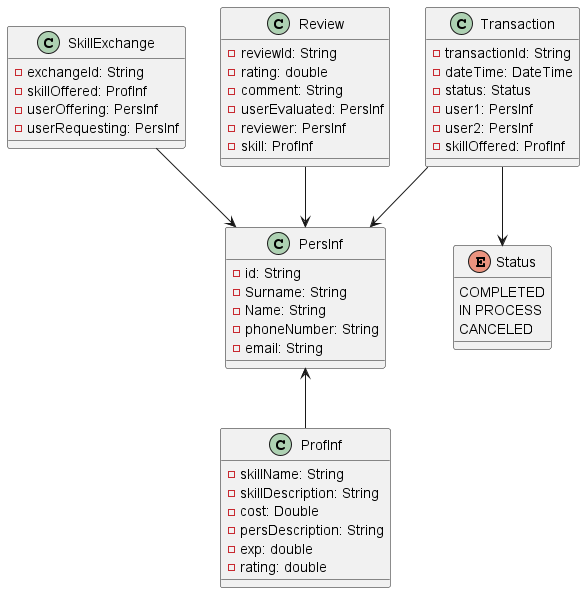 C SkillExchange
exchangeId: String
skillOffered: ProfInf
userOffering: PersInf
userRequesting: PersInf
C Review
reviewId: String
rating: double
comment: String
userEvaluated: PersInf
reviewer: PersInf
skill: ProfInf
C Transaction
transactionId: String
dateTime: DateTime
status: Status
user1: PersInf
user2: PersInf
skillOffered: ProfInf
C PersInf
id: String
Surname: String
Name: String
phoneNumber: String
email: String
E Status
COMPLETED
IN PROCESS
CANCELED
C ProfInf
skillName: String
skillDescription: String
cost: Double
persDescription: String
exp: double
rating: double